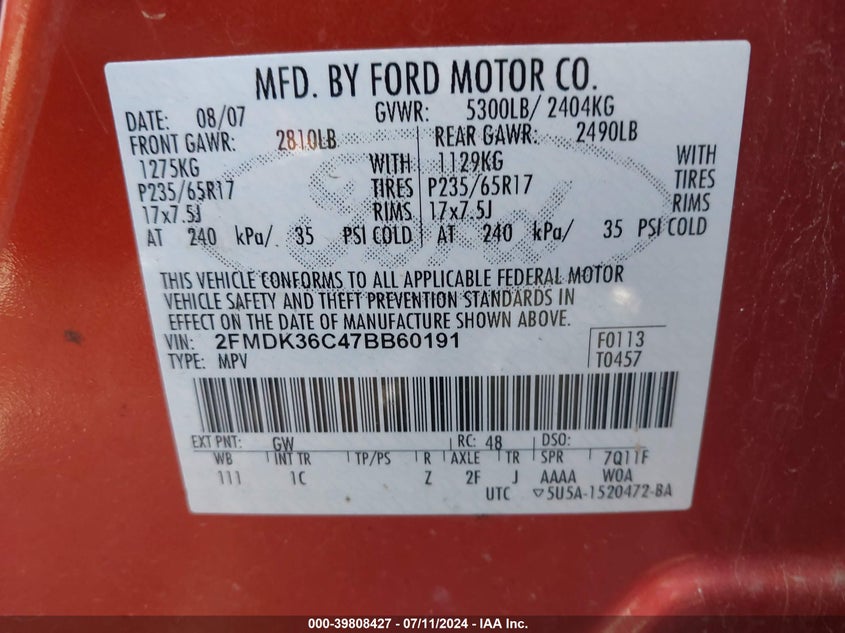 MFD. BY FORD MOTOR CO.
DATE: 08/07 GVWR: 5300LB/ 2404KG
FRONT GAWR: 2810LB REAR GAWR: 2490LB
1275KG WITH 1129KG WITH
P235/65R17 TIRES P235/65R17 TIRES
17x7.5J RIMS 17x7.5J RIMS
AT 240 kPa/ 35 PSI COLD AT 240 kPa/ 35 PSI COLD
THIS VEHICLE CONFORMS TO ALL APPLICABLE FEDERAL MOTOR
VEHICLE SAFETY AND THEFT PREVENTION STANDARDS IN
EFFECT ON THE DATE OF MANUFACTURE SHOWN ABOVE.
VIN: 2FMDK36C47BB60191 F0113
TYPE: MPV T0457
EXT PNT: GW RC: 48 DSO:
WB INT TR TP/PS R AXLE TR SPR 7Q11F
111 1C Z 2F J AAAA W0A
UTC ▽5U5A-1520472-BA
000-39808427 - 07/11/2024 - IAA Inc.